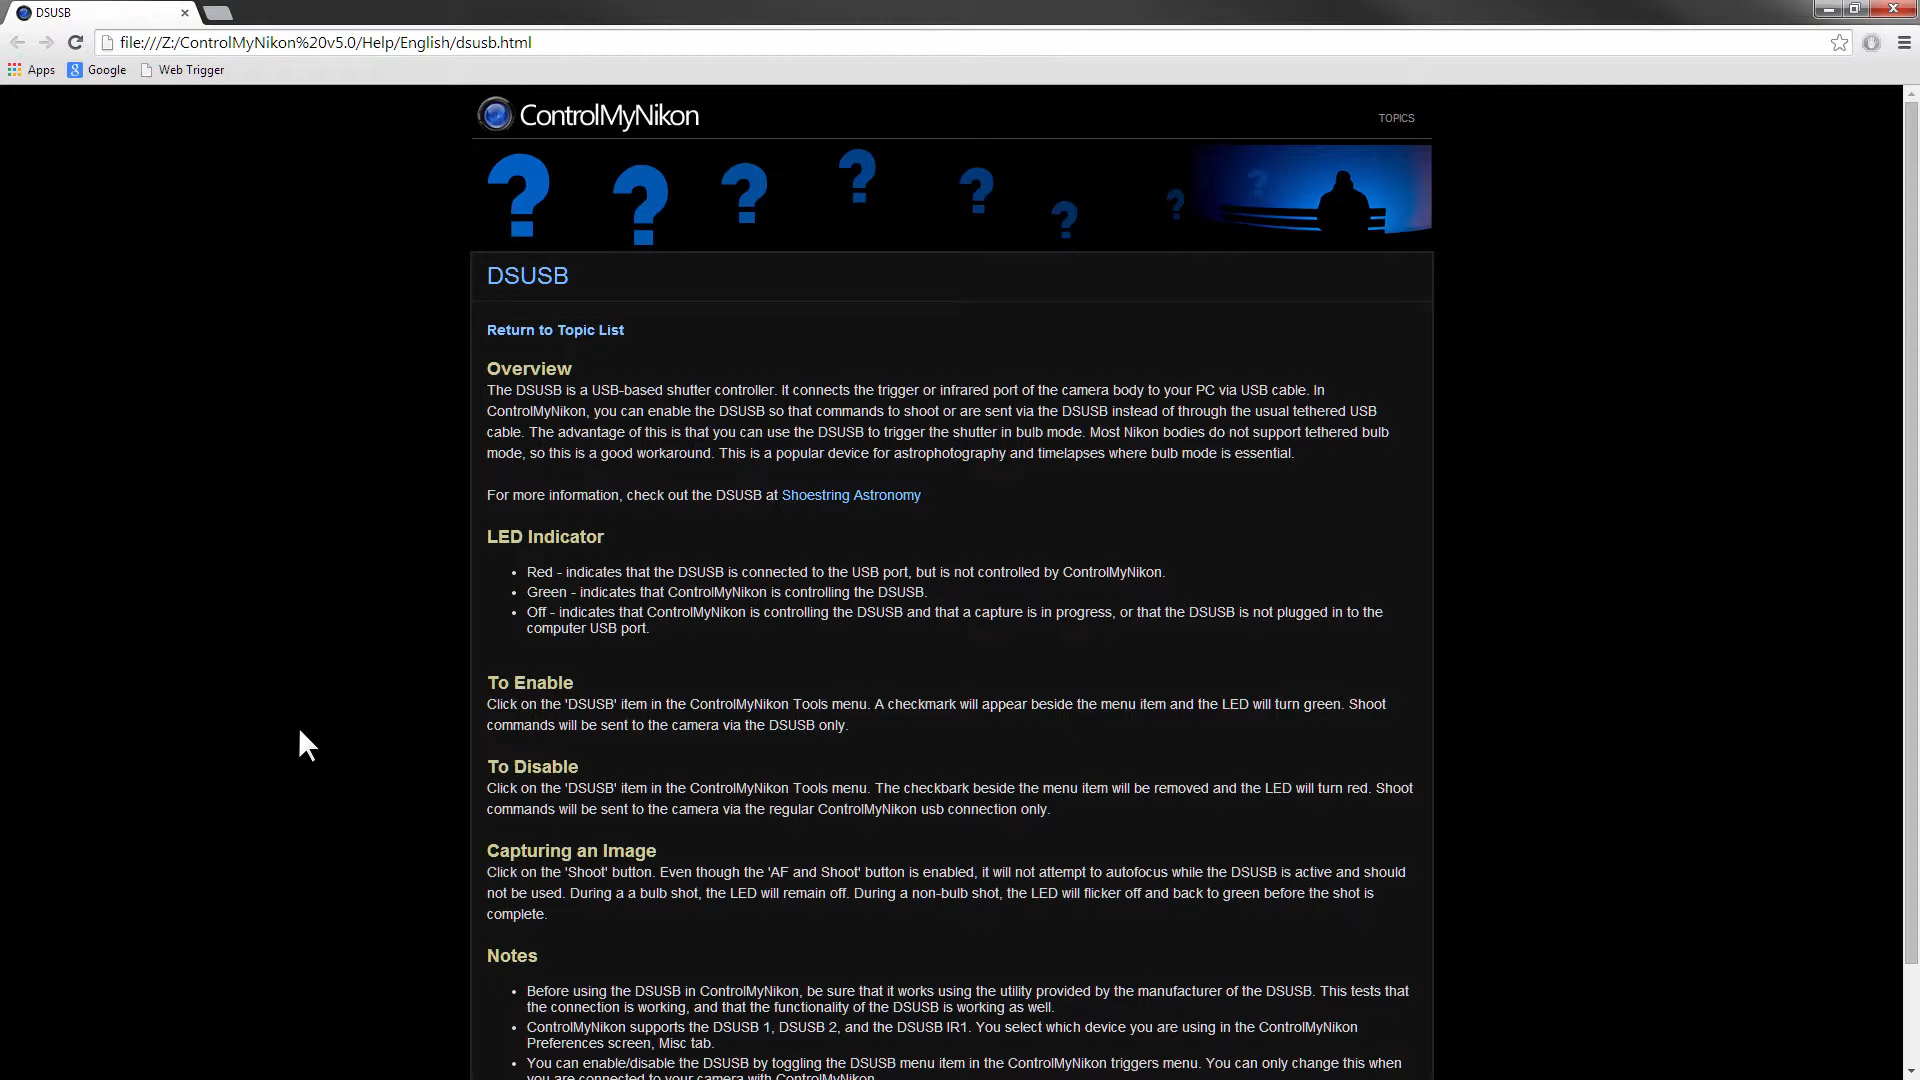 DSUSB
file:///Z:/ControlMyNikon%20v5.0/Help/English/dsusb.html
Apps Google Web Trigger
ControlMyNikon
TOPICS
? ? ? ? ? ? ? ?
DSUSB
Return to Topic List
Overview
The DSUSB is a USB-based shutter controller. It connects the trigger or infrared port of the camera body to your PC via USB cable. In
ControlMyNikon, you can enable the DSUSB so that commands to shoot or are sent via the DSUSB instead of through the usual tethered USB
cable. The advantage of this is that you can use the DSUSB to trigger the shutter in bulb mode. Most Nikon bodies do not support tethered bulb
mode, so this is a good workaround. This is a popular device for astrophotography and timelapses where bulb mode is essential.
For more information, check out the DSUSB at Shoestring Astronomy
LED Indicator
• Red - indicates that the DSUSB is connected to the USB port, but is not controlled by ControlMyNikon.
• Green - indicates that ControlMyNikon is controlling the DSUSB.
• Off - indicates that ControlMyNikon is controlling the DSUSB and that a capture is in progress, or that the DSUSB is not plugged in to the
computer USB port.
To Enable
Click on the 'DSUSB' item in the ControlMyNikon Tools menu. A checkmark will appear beside the menu item and the LED will turn green. Shoot
commands will be sent to the camera via the DSUSB only.
To Disable
Click on the 'DSUSB' item in the ControlMyNikon Tools menu. The checkbark beside the menu item will be removed and the LED will turn red. Shoot
commands will be sent to the camera via the regular ControlMyNikon usb connection only.
Capturing an Image
Click on the 'Shoot' button. Even though the 'AF and Shoot' button is enabled, it will not attempt to autofocus while the DSUSB is active and should
not be used. During a a bulb shot, the LED will remain off. During a non-bulb shot, the LED will flicker off and back to green before the shot is
complete.
Notes
• Before using the DSUSB in ControlMyNikon, be sure that it works using the utility provided by the manufacturer of the DSUSB. This tests that
the connection is working, and that the functionality of the DSUSB is working as well.
• ControlMyNikon supports the DSUSB 1, DSUSB 2, and the DSUSB IR1. You select which device you are using in the ControlMyNikon
Preferences screen, Misc tab.
• You can enable/disable the DSUSB by toggling the DSUSB menu item in the ControlMyNikon triggers menu. You can only change this when
you are connected to your camera with ControlMyNikon.